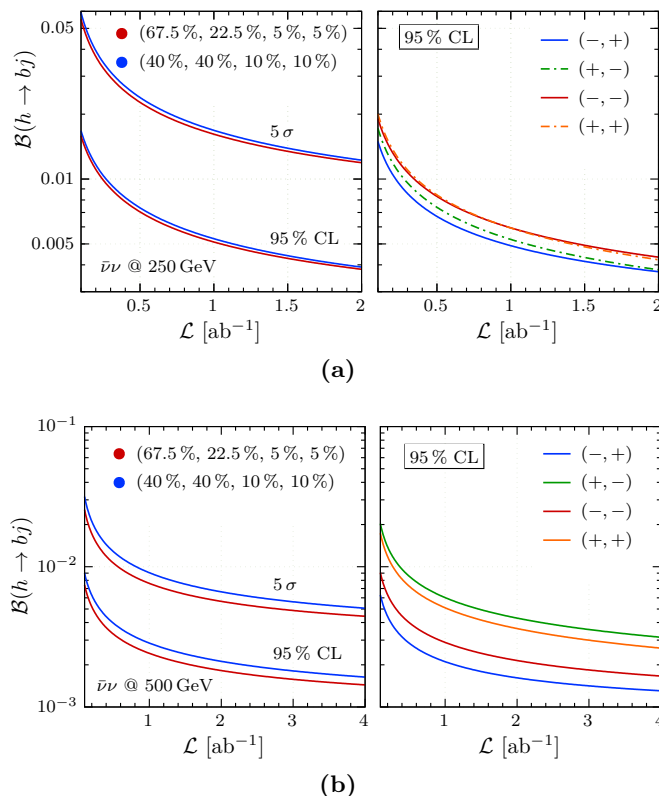 0.06
0.01
0.005
B(h → bj)
(67.5 %, 22.5 %, 5 %, 5 %)
(40 %, 40 %, 10 %, 10 %)
5 σ
95 % CL
ν̄ν @ 250 GeV
0.5 1 1.5 2
ℒ [ab⁻¹]
95 % CL
(−, +)
(+, −)
(−, −)
(+, +)
0.5 1 1.5 2
ℒ [ab⁻¹]
(a)
10⁻¹
10⁻²
10⁻³
B(h → bj)
(67.5 %, 22.5 %, 5 %, 5 %)
(40 %, 40 %, 10 %, 10 %)
5 σ
95 % CL
ν̄ν @ 500 GeV
1 2 3 4
ℒ [ab⁻¹]
95 % CL
(−, +)
(+, −)
(−, −)
(+, +)
1 2 3 4
ℒ [ab⁻¹]
(b)